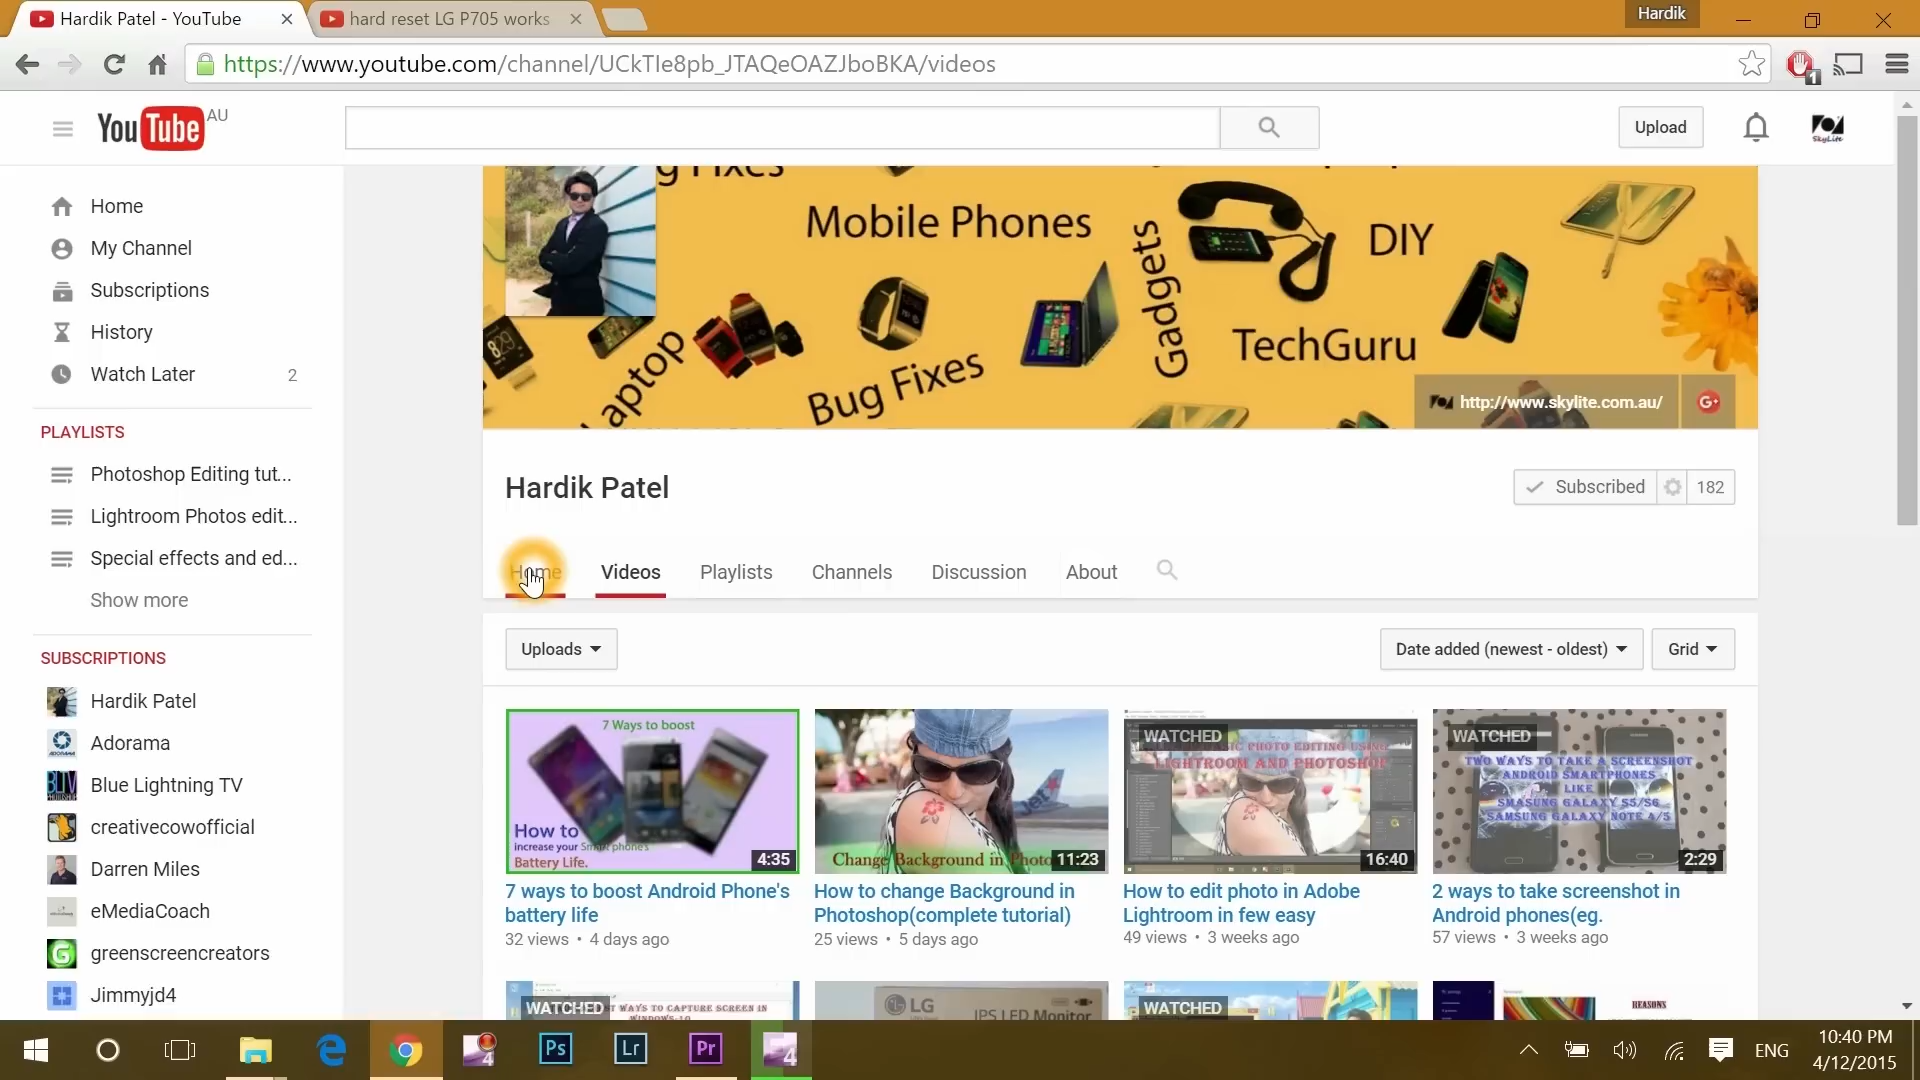 Hardik Patel - YouTube
hard reset LG P705 works
Hardik
https://www.youtube.com/channel/UCkTIe8pb_JTAQeOAZJboBKA/videos
1
YouTube AU
Upload
SkyLite
Home
My Channel
Subscriptions
History
Watch Later 2
PLAYLISTS
Photoshop Editing tut...
Lightroom Photos edit...
Special effects and ed...
Show more
SUBSCRIPTIONS
Hardik Patel
Adorama
Blue Lightning TV
creativecowofficial
Darren Miles
eMediaCoach
greenscreencreators
Jimmyjd4
g Fixes
Mobile Phones
Gadgets
DIY
TechGuru
Laptop
Bug Fixes
8:29
http://www.skylite.com.au/
G+
Hardik Patel
Subscribed 182
Home Videos Playlists Channels Discussion About
Uploads
Date added (newest - oldest)
Grid
7 Ways to boost
How to
increase your Smart phone's
Battery Life.
4:35
7 ways to boost Android Phone's
battery life
32 views • 4 days ago
Change Background in Photo
11:23
How to change Background in
Photoshop(complete tutorial)
25 views • 5 days ago
WATCHED
BASIC PHOTO EDITING USING
LIGHTROOM AND PHOTOSHOP
16:40
How to edit photo in Adobe
Lightroom in few easy
49 views • 3 weeks ago
WATCHED
TWO WAYS TO TAKE A SCREENSHOT
ANDROID SMARTPHONES
LIKE
SMASUNG GALAXY S5/S6
SAMSUNG GALAXY NOTE 4/5
2:29
2 ways to take screenshot in
Android phones(eg.
57 views • 3 weeks ago
WATCHED
WAYS TO CAPTURE SCREEN IN
WINDOWS-10
LG
IPS LED Monitor
WATCHED
REASONS
4
Ps
Lr
Pr
4
ENG
10:40 PM
4/12/2015